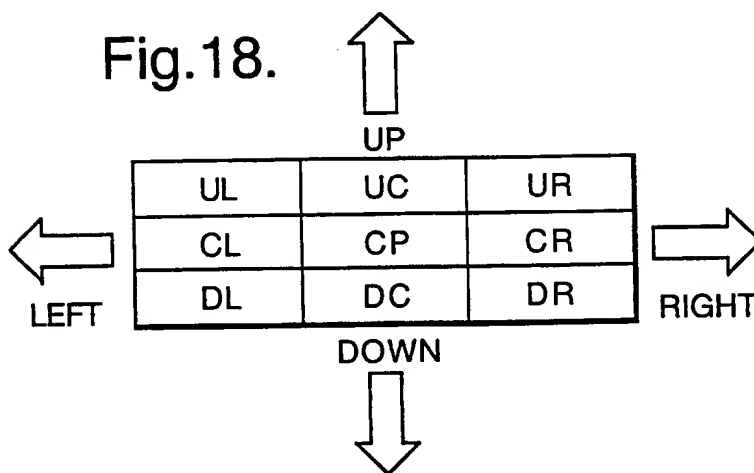 Fig.18.
UP
UL UC UR
CL CP CR
DL DC DR
LEFT RIGHT
DOWN